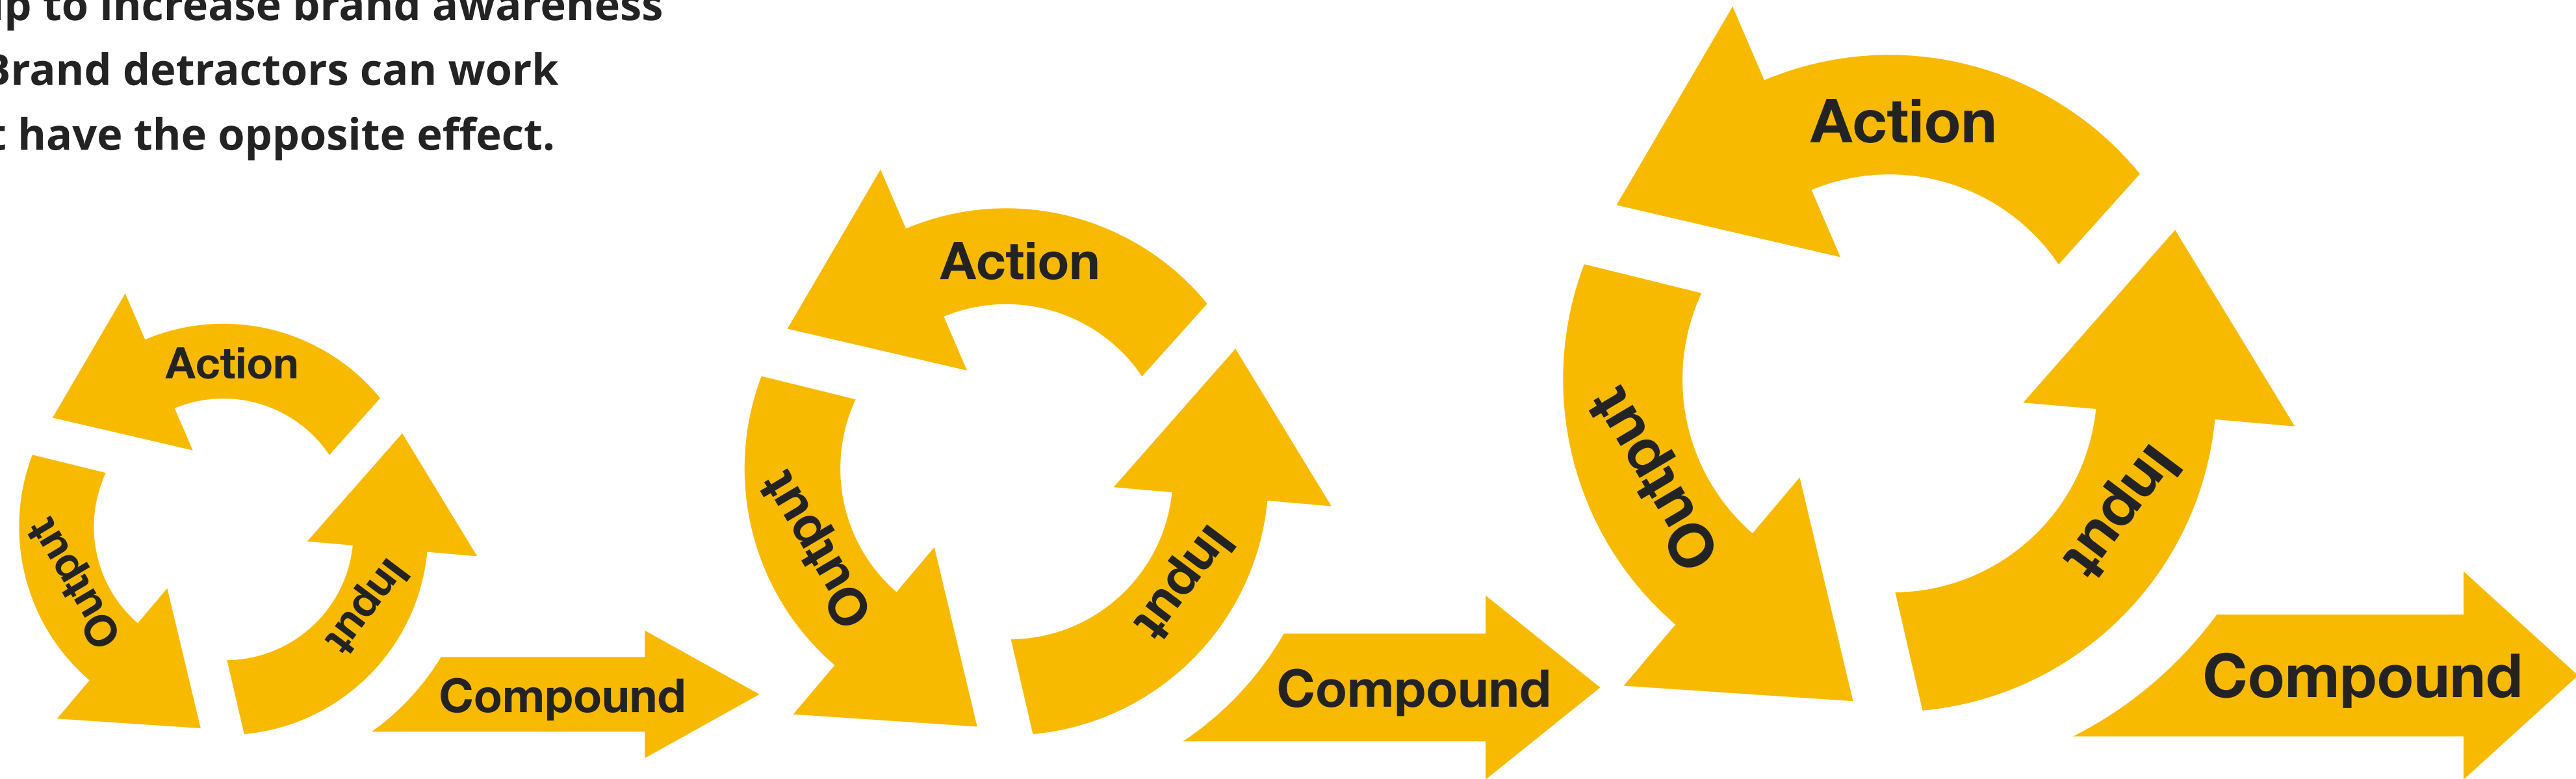 up to increase brand awareness
Brand detractors can work
t have the opposite effect.
Action
Output
Input
Compound
Action
Output
Input
Compound
Action
Output
Input
Compound